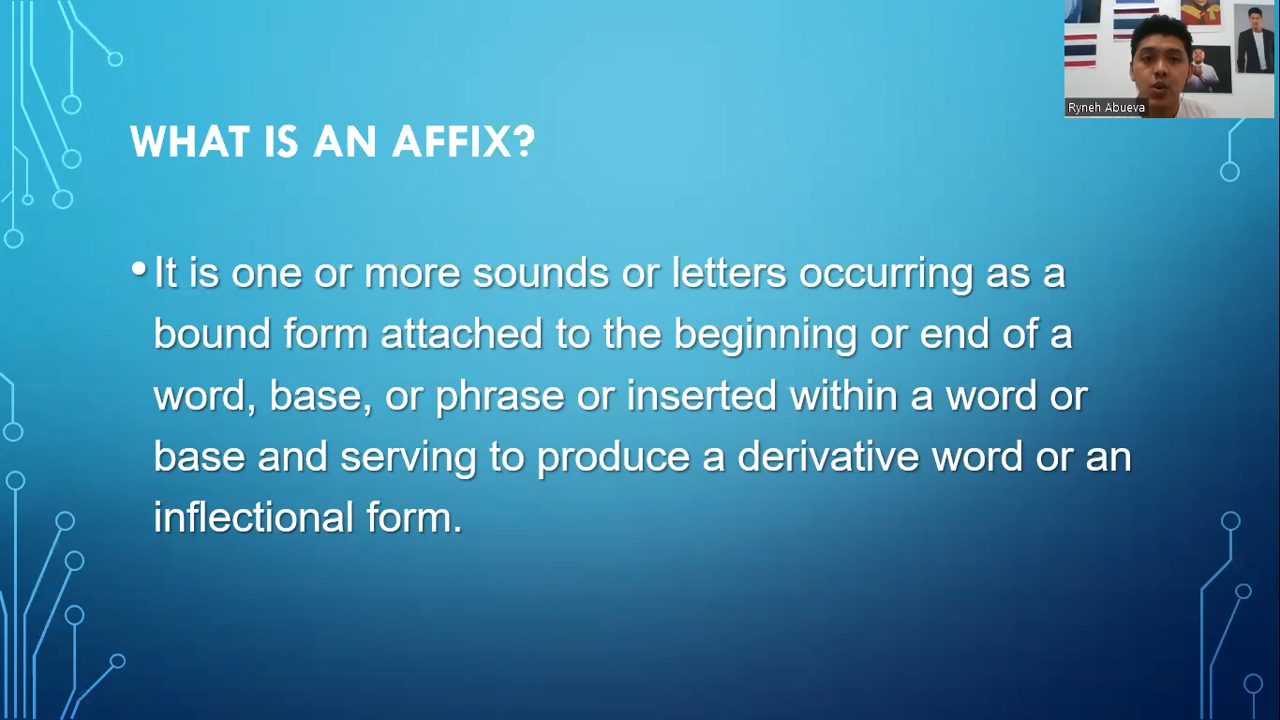 Ryneh Abueva
WHAT IS AN AFFIX?
• It is one or more sounds or letters occurring as a
bound form attached to the beginning or end of a
word, base, or phrase or inserted within a word or
base and serving to produce a derivative word or an
inflectional form.